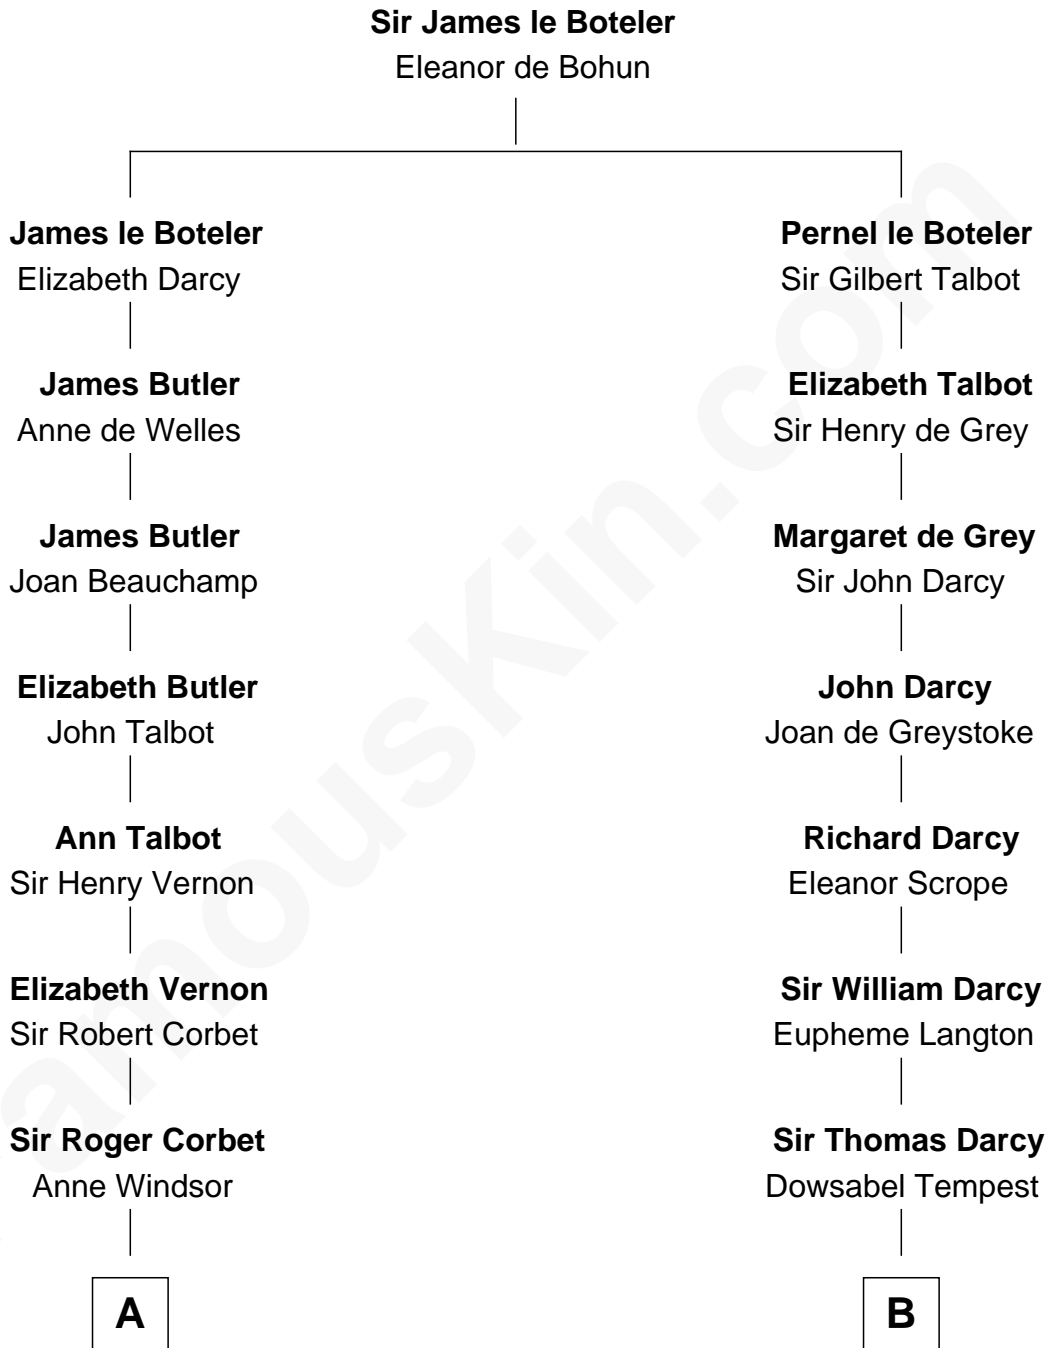 Sir James le Boteler
Eleanor de Bohun
James le Boteler
Elizabeth Darcy
Pernel le Boteler
Sir Gilbert Talbot
James Butler
Anne de Welles
Elizabeth Talbot
Sir Henry de Grey
James Butler
Joan Beauchamp
Margaret de Grey
Sir John Darcy
Elizabeth Butler
John Talbot
John Darcy
Joan de Greystoke
Ann Talbot
Sir Henry Vernon
Richard Darcy
Eleanor Scrope
Elizabeth Vernon
Sir Robert Corbet
Sir William Darcy
Eupheme Langton
Sir Roger Corbet
Anne Windsor
Sir Thomas Darcy
Dowsabel Tempest
A
B
amousKin.com